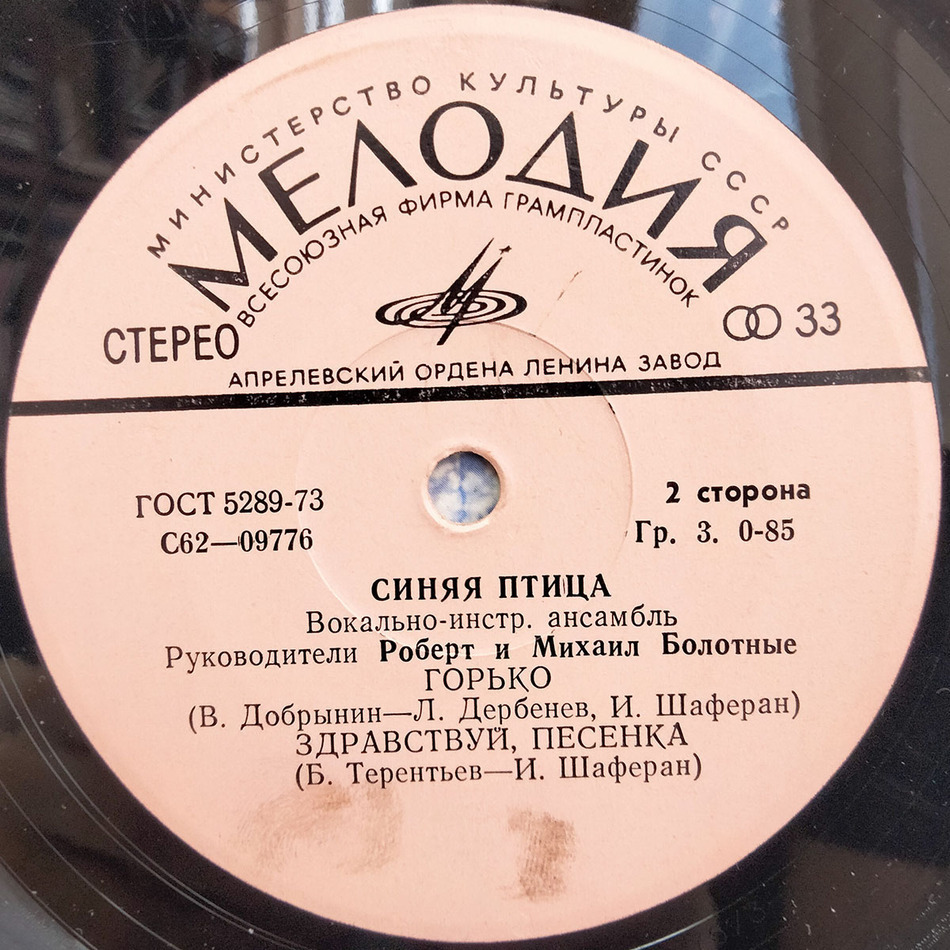 МИНИСТЕРСТВО КУЛЬТУРЫ СССР
МЕЛОДИЯ
ВСЕСОЮЗНАЯ ФИРМА ГРАМПЛАСТИНОК
СТЕРЕО
33
АПРЕЛЕВСКИЙ ОРДЕНА ЛЕНИНА ЗАВОД
ГОСТ 5289-73
2 сторона
С62—09776
Гр. 3. 0-85
СИНЯЯ ПТИЦА
Вокально-инстр. ансамбль
Руководители Роберт и Михаил Болотные
ГОРЬКО
(В. Добрынин—Л. Дербенев, И. Шаферан)
ЗДРАВСТВУЙ, ПЕСЕНКА
(Б. Терентьев—И. Шаферан)